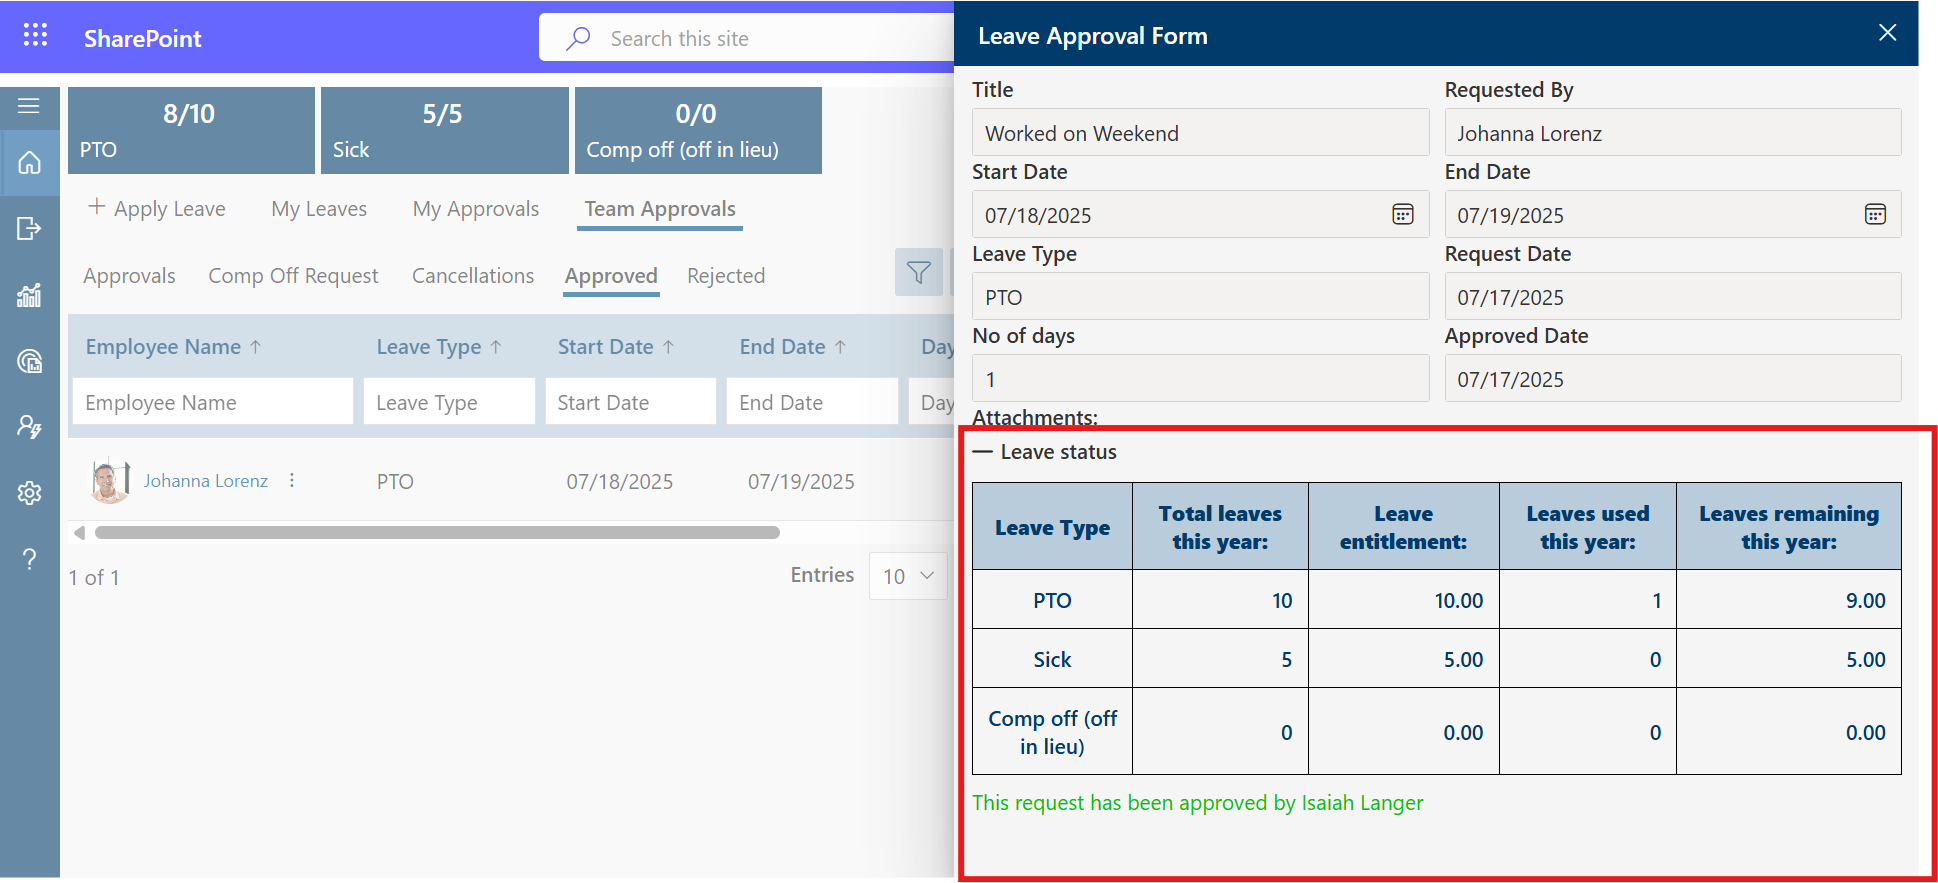 SharePoint
Search this site
8/10
PTO
5/5
Sick
0/0
Comp off (off in lieu)
+ Apply Leave
My Leaves
My Approvals
Team Approvals
Approvals
Comp Off Request
Cancellations
Approved
Rejected
Employee Name ↑
Leave Type ↑
Start Date ↑
End Date ↑
Day
Employee Name
Leave Type
Start Date
End Date
Day
Johanna Lorenz
PTO
07/18/2025
07/19/2025
1 of 1
Entries
10
Leave Approval Form
Title
Requested By
Worked on Weekend
Johanna Lorenz
Start Date
End Date
07/18/2025
07/19/2025
Leave Type
Request Date
PTO
07/17/2025
No of days
Approved Date
1
07/17/2025
Attachments:
— Leave status
Leave Type
Total leaves
this year:
Leave
entitlement:
Leaves used
this year:
Leaves remaining
this year:
PTO
10
10.00
1
9.00
Sick
5
5.00
0
5.00
Comp off (off
in lieu)
0
0.00
0
0.00
This request has been approved by Isaiah Langer